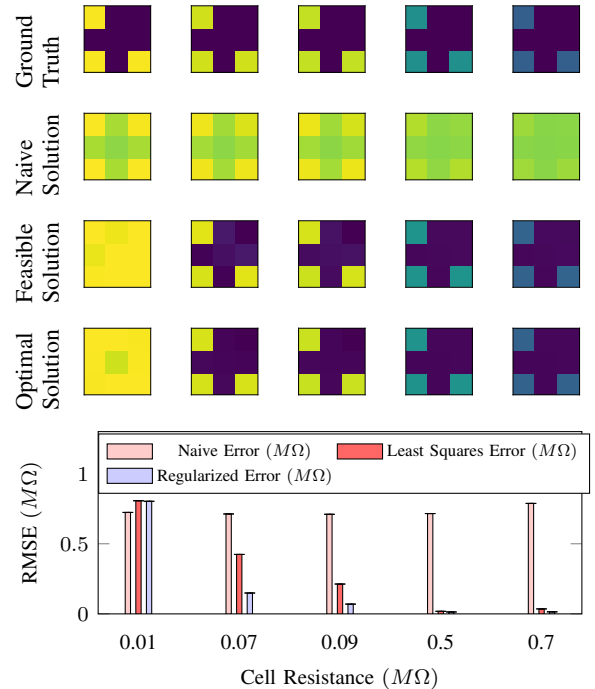 Ground
Truth
Naive
Solution
Feasible
Solution
Optimal
Solution
Naive Error (MΩ)
Least Squares Error (MΩ)
Regularized Error (MΩ)
RMSE (MΩ)
1
0.5
0
0.01 0.07 0.09 0.5 0.7
Cell Resistance (MΩ)